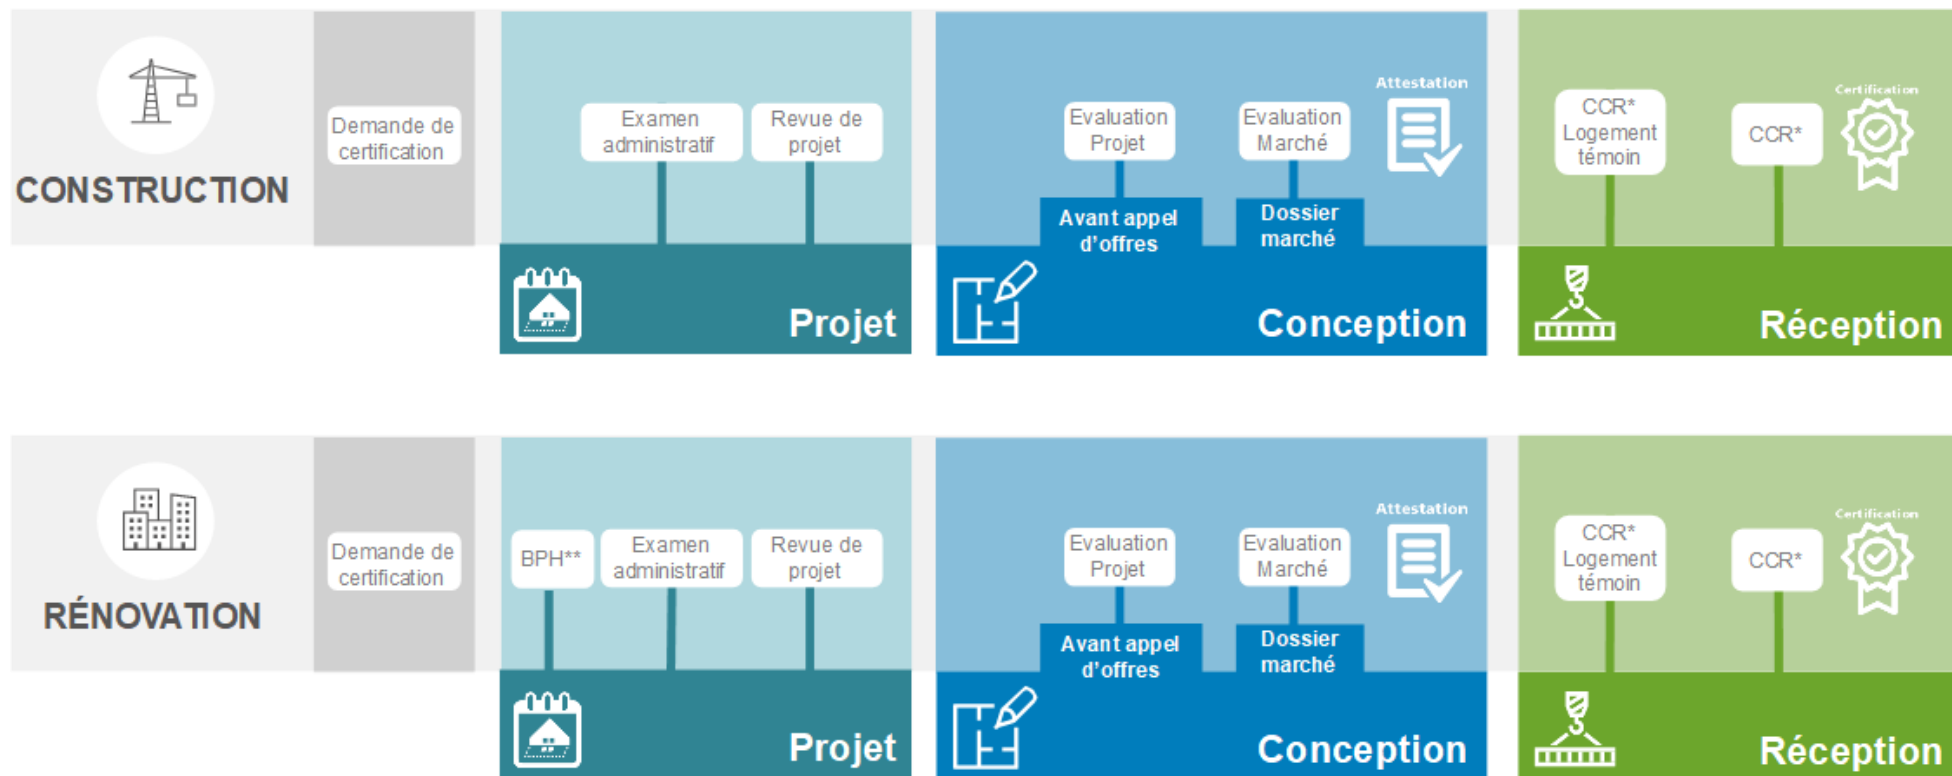 CONSTRUCTION
Demande de
certification
Examen
administratif
Revue de
projet
Projet
Evaluation
Projet
Evaluation
Marché
Attestation
Avant appel
d'offres
Dossier
marché
Conception
CCR*
Logement
témoin
CCR*
Certification
Réception
RÉNOVATION
Demande de
certification
BPH**
Examen
administratif
Revue de
projet
Projet
Evaluation
Projet
Evaluation
Marché
Attestation
Avant appel
d'offres
Dossier
marché
Conception
CCR*
Logement
témoin
CCR*
Certification
Réception